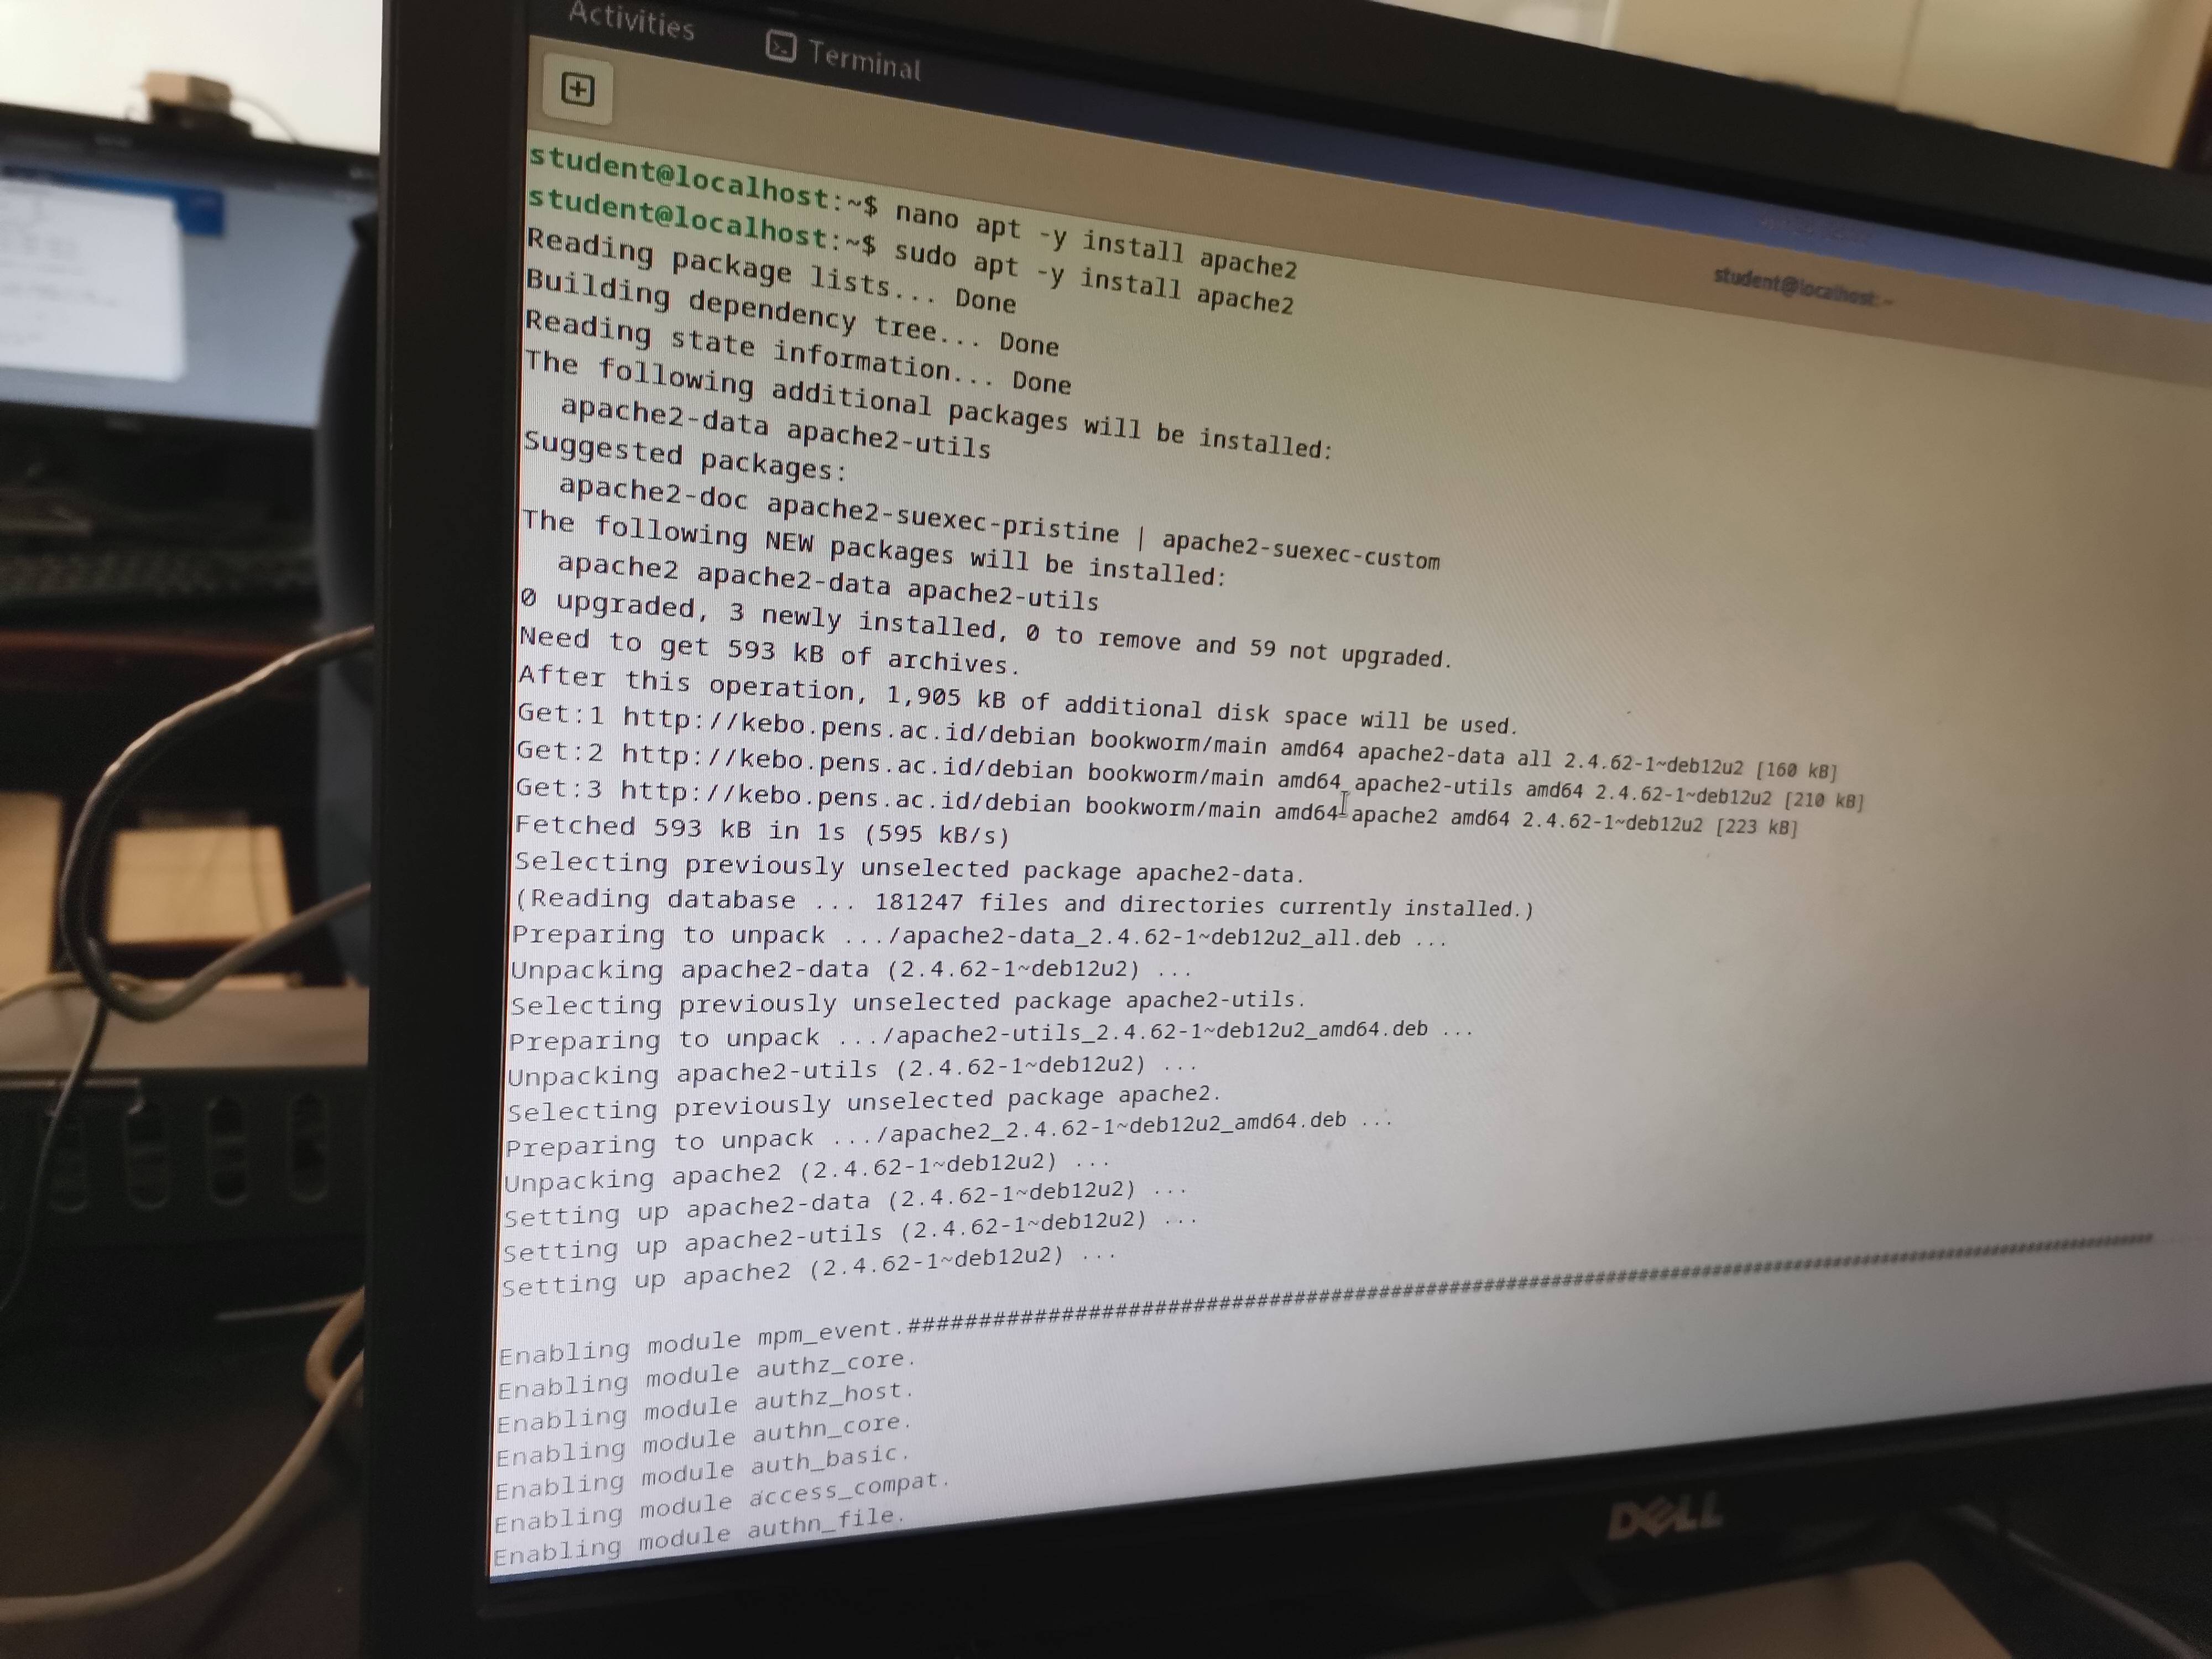 Activities
Terminal
student@localhost:~
student@localhost:~$ nano apt -y install apache2
student@localhost:~$ sudo apt -y install apache2
Reading package lists... Done
Building dependency tree... Done
Reading state information... Done
The following additional packages will be installed:
  apache2-data apache2-utils
Suggested packages:
  apache2-doc apache2-suexec-pristine | apache2-suexec-custom
The following NEW packages will be installed:
  apache2 apache2-data apache2-utils
0 upgraded, 3 newly installed, 0 to remove and 59 not upgraded.
Need to get 593 kB of archives.
After this operation, 1,905 kB of additional disk space will be used.
Get:1 http://kebo.pens.ac.id/debian bookworm/main amd64 apache2-data all 2.4.62-1~deb12u2 [160 kB]
Get:2 http://kebo.pens.ac.id/debian bookworm/main amd64 apache2-utils amd64 2.4.62-1~deb12u2 [210 kB]
Get:3 http://kebo.pens.ac.id/debian bookworm/main amd64 apache2 amd64 2.4.62-1~deb12u2 [223 kB]
Fetched 593 kB in 1s (595 kB/s)
Selecting previously unselected package apache2-data.
(Reading database ... 181247 files and directories currently installed.)
Preparing to unpack .../apache2-data_2.4.62-1~deb12u2_all.deb ...
Unpacking apache2-data (2.4.62-1~deb12u2) ...
Selecting previously unselected package apache2-utils.
Preparing to unpack .../apache2-utils_2.4.62-1~deb12u2_amd64.deb ...
Unpacking apache2-utils (2.4.62-1~deb12u2) ...
Selecting previously unselected package apache2.
Preparing to unpack .../apache2_2.4.62-1~deb12u2_amd64.deb ...
Unpacking apache2 (2.4.62-1~deb12u2) ...
Setting up apache2-data (2.4.62-1~deb12u2) ...
Setting up apache2-utils (2.4.62-1~deb12u2) ...
Setting up apache2 (2.4.62-1~deb12u2) ...
Enabling module mpm_event.##########################################################################################################
Enabling module authz_core.
Enabling module authz_host.
Enabling module authn_core.
Enabling module auth_basic.
Enabling module access_compat.
Enabling module authn_file.
DELL